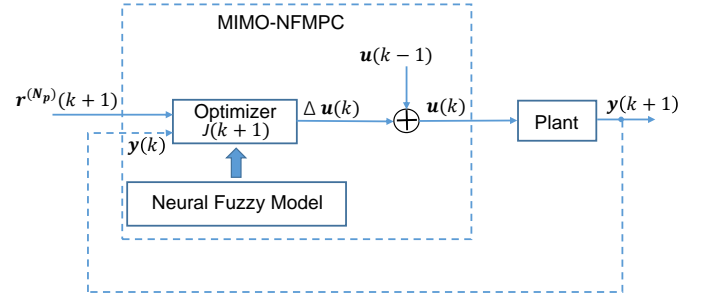 MIMO-NFMPC
𝒖(𝑘−1)
𝒓^(𝑵𝒑)(𝑘+1)
Optimizer
𝐽(𝑘+1)
Δ 𝒖(𝑘)
𝒖(𝑘)
Plant
𝒚(𝑘+1)
𝒚(𝑘)
Neural Fuzzy Model